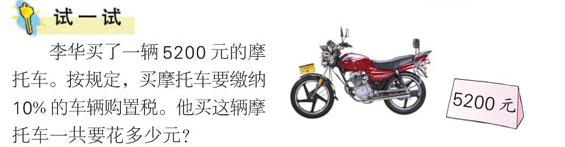 试一试
李华买了一辆5200元的摩
托车。按规定，买摩托车要缴纳
10%的车辆购置税。他买这辆摩
托车一共要花多少元？
5200元